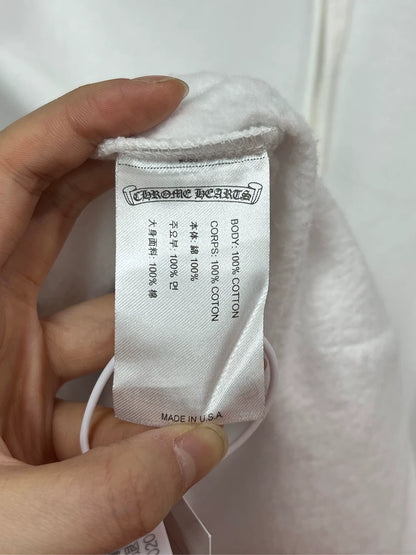 CHROME HEARTS
BODY: 100% COTTON
CORPS: 100% COTON
本体: 綿 100%
주요부: 100% 면
大身面料: 100% 棉
MADE IN U.S.A